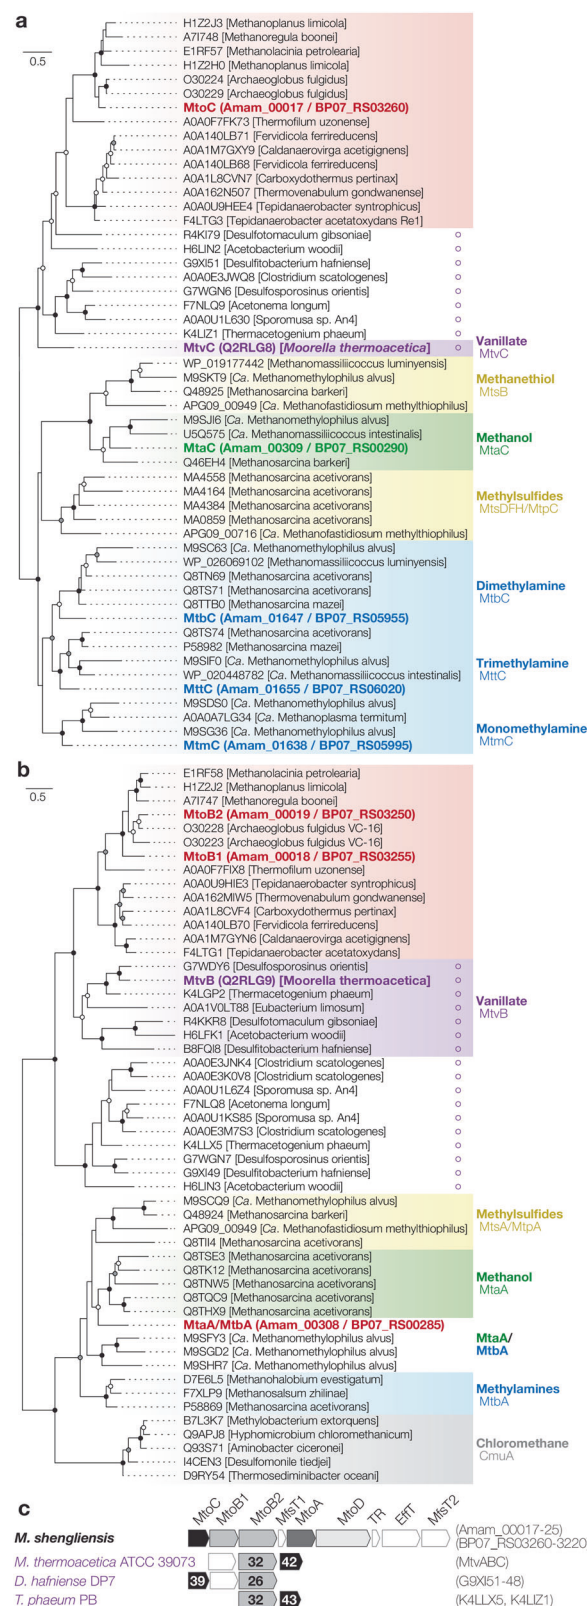 a
0.5
H1Z2J3 [Methanoplanus limicola]
A7I748 [Methanoregula boonei]
E1RF57 [Methanolacinia petrolearia]
H1Z2H0 [Methanoplanus limicola]
O30224 [Archaeoglobus fulgidus]
O30229 [Archaeoglobus fulgidus]
MtoC (Amam_00017 / BP07_RS03260)
A0A0F7FK73 [Thermofilum uzonense]
A0A140LB71 [Fervidicola ferrireducens]
A0A1M7GXY9 [Caldanaerovirga acetigignens]
A0A140LB68 [Fervidicola ferrireducens]
A0A1L8CVN7 [Carboxydothermus pertinax]
A0A162N507 [Thermovenabulum gondwanense]
A0A0U9HEE4 [Tepidanaerobacter syntrophicus]
F4LTG3 [Tepidanaerobacter acetatoxydans Re1]
R4KI79 [Desulfotomaculum gibsoniae]
H6LIN2 [Acetobacterium woodii]
G9XI51 [Desulfitobacterium hafniense]
A0A0E3JWQ8 [Clostridium scatologenes]
G7WGN6 [Desulfosporosinus orientis]
F7NLQ9 [Acetonema longum]
A0A0U1L630 [Sporomusa sp. An4]
K4LIZ1 [Thermacetogenium phaeum]
MtvC (Q2RLG8) [Moorella thermoacetica]
Vanillate
MtvC
WP_019177442 [Methanomassiliicoccus luminyensis]
M9SKT9 [Ca. Methanomethylophilus alvus]
Q48925 [Methanosarcina barkeri]
APG09_00949 [Ca. Methanofastidiosum methylthiophilus]
Methanethiol
MtsB
M9SJI6 [Ca. Methanomethylophilus alvus]
U5Q575 [Ca. Methanomassiliicoccus intestinalis]
MtaC (Amam_00309 / BP07_RS00290)
Q46EH4 [Methanosarcina barkeri]
Methanol
MtaC
MA4558 [Methanosarcina acetivorans]
MA4164 [Methanosarcina acetivorans]
MA4384 [Methanosarcina acetivorans]
MA0859 [Methanosarcina acetivorans]
APG09_00716 [Ca. Methanofastidiosum methylthiophilus]
Methylsulfides
MtsDFH/MtpC
M9SC63 [Ca. Methanomethylophilus alvus]
WP_026069102 [Methanomassiliicoccus luminyensis]
Q8TN69 [Methanosarcina acetivorans]
Q8TS71 [Methanosarcina acetivorans]
Q8TTB0 [Methanosarcina mazei]
MtbC (Amam_01647 / BP07_RS05955)
Dimethylamine
MtbC
Q8TS74 [Methanosarcina acetivorans]
P58982 [Methanosarcina mazei]
M9SIF0 [Ca. Methanomethylophilus alvus]
WP_020448782 [Ca. Methanomassiliicoccus intestinalis]
MttC (Amam_01655 / BP07_RS06020)
Trimethylamine
MttC
M9SDS0 [Ca. Methanomethylophilus alvus]
A0A0A7LG34 [Ca. Methanoplasma termitum]
M9SG36 [Ca. Methanomethylophilus alvus]
MtmC (Amam_01638 / BP07_RS05995)
Monomethylamine
MtmC
b
0.5
E1RF58 [Methanolacinia petrolearia]
H1Z2J2 [Methanoplanus limicola]
A7I747 [Methanoregula boonei]
MtoB2 (Amam_00019 / BP07_RS03250)
O30228 [Archaeoglobus fulgidus VC-16]
O30223 [Archaeoglobus fulgidus VC-16]
MtoB1 (Amam_00018 / BP07_RS03255)
A0A0F7FIX8 [Thermofilum uzonense]
A0A0U9HIE3 [Tepidanaerobacter syntrophicus]
A0A162MIW5 [Thermovenabulum gondwanense]
A0A1L8CVF4 [Carboxydothermus pertinax]
A0A140LB70 [Fervidicola ferrireducens]
A0A1M7GYN6 [Caldanaerovirga acetigignens]
F4LTG1 [Tepidanaerobacter acetatoxydans]
G7WDY6 [Desulfosporosinus orientis]
MtvB (Q2RLG9) [Moorella thermoacetica]
K4LGP2 [Thermacetogenium phaeum]
A0A1V0LT88 [Eubacterium limosum]
R4KKR8 [Desulfotomaculum gibsoniae]
H6LFK1 [Acetobacterium woodii]
B8FQI8 [Desulfitobacterium hafniense]
Vanillate
MtvB
A0A0E3JNK4 [Clostridium scatologenes]
A0A0E3K0V8 [Clostridium scatologenes]
A0A0U1L6Z4 [Sporomusa sp. An4]
F7NLQ8 [Acetonema longum]
A0A0U1KS85 [Sporomusa sp. An4]
A0A0E3M7S3 [Clostridium scatologenes]
K4LLX5 [Thermacetogenium phaeum]
G7WGN7 [Desulfosporosinus orientis]
G9XI49 [Desulfitobacterium hafniense]
H6LIN3 [Acetobacterium woodii]
M9SCQ9 [Ca. Methanomethylophilus alvus]
Q48924 [Methanosarcina barkeri]
APG09_00949 [Ca. Methanofastidiosum methylthiophilus]
Q8TII4 [Methanosarcina acetivorans]
Methylsulfides
MtsA/MtpA
Q8TSE3 [Methanosarcina acetivorans]
Q8TK12 [Methanosarcina acetivorans]
Q8TNW5 [Methanosarcina acetivorans]
Q8TQC9 [Methanosarcina acetivorans]
Q8THX9 [Methanosarcina acetivorans]
Methanol
MtaA
MtaA/MtbA (Amam_00308 / BP07_RS00285)
M9SFY3 [Ca. Methanomethylophilus alvus]
M9SGD2 [Ca. Methanomethylophilus alvus]
M9SHR7 [Ca. Methanomethylophilus alvus]
MtaA/
MtbA
D7E6L5 [Methanohalobium evestigatum]
F7XLP9 [Methanosalsum zhilinae]
P58869 [Methanosarcina acetivorans]
Methylamines
MtbA
B7L3K7 [Methylobacterium extorquens]
Q9APJ8 [Hyphomicrobium chloromethanicum]
Q93S71 [Aminobacter ciceronei]
I4CEN3 [Desulfomonile tiedjei]
D9RY54 [Thermosediminibacter oceani]
Chloromethane
CmuA
c
MtoC MtoB1 MtoB2 MfsT1 MtoA MtoD TR EffT MfsT2
M. shengliensis (Amam_00017-25)
(BP07_RS03260-3220)
M. thermoacetica ATCC 39073 32 42 (MtvABC)
D. hafniense DP7 39 26 (G9XI51-48)
T. phaeum PB 32 43 (K4LLX5, K4LIZ1)